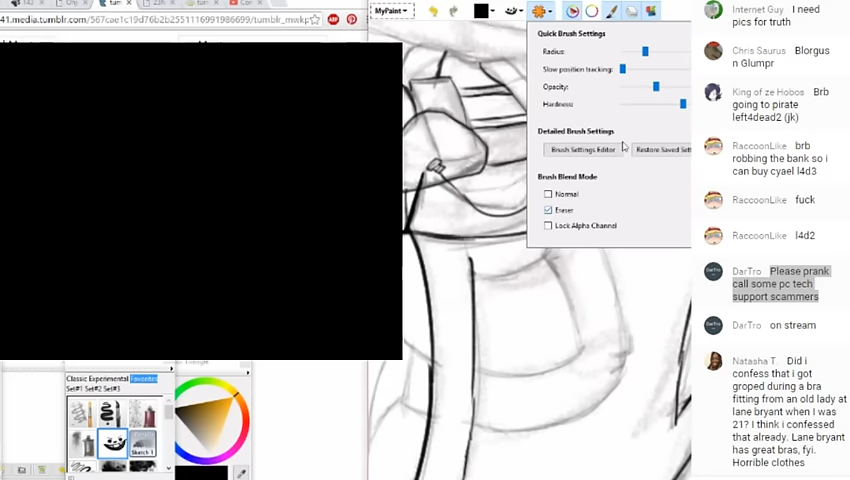 41.media.tumblr.com/567cae1c19d76b2b2555111699198669
MyPaint
Quick Brush Settings
Radius:
Slow position tracking:
Opacity:
Hardness:
Detailed Brush Settings
Brush Settings Editor
Restore Saved Sett
Brush Blend Mode
Normal
Eraser
Lock Alpha Channel
Classic Experimental Favorites
Set#1 Set#2 Set#3
Sketch 1
Internet Guy I need
pics for truth
Chris Saurus Blorgus
n Glumpr
King of ze Hobos Brb
going to pirate
left4dead2 (jk)
RaccoonLike brb
robbing the bank so i
can buy cyael l4d3
RaccoonLike fuck
RaccoonLike l4d2
DarTro Please prank
call some pc tech
support scammers
DarTro on stream
Natasha T. Did i
confess that i got
groped during a bra
fitting from an old lady at
lane bryant when I was
21? I think i confessed
that already. Lane bryant
has great bras, fyi.
Horrible clothes